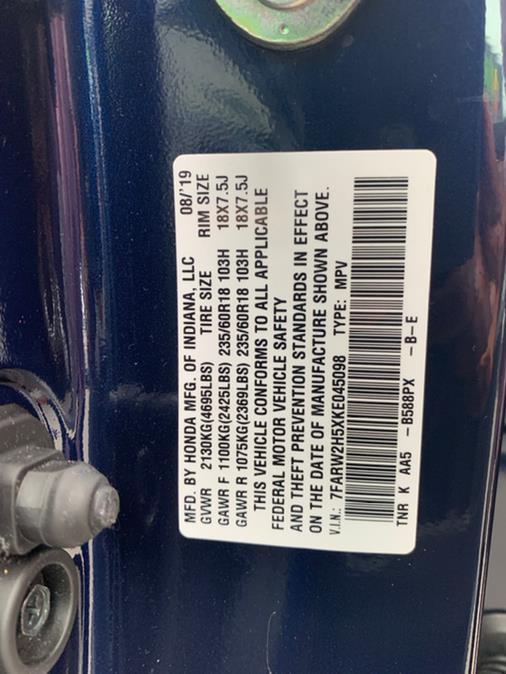 MFD. BY HONDA MFG. OF INDIANA, LLC 08/'19
GVWR 2130KG(4695LBS) TIRE SIZE RIM SIZE
GAWR F 1100KG(2425LBS) 235/60R18 103H 18X7.5J
GAWR R 1075KG(2369LBS) 235/60R18 103H 18X7.5J
THIS VEHICLE CONFORMS TO ALL APPLICABLE
FEDERAL MOTOR VEHICLE SAFETY
AND THEFT PREVENTION STANDARDS IN EFFECT
ON THE DATE OF MANUFACTURE SHOWN ABOVE.
V.I.N.: 7FARW2H5XKE045098 TYPE: MPV
TNR K AA5 -B588PX -B-E